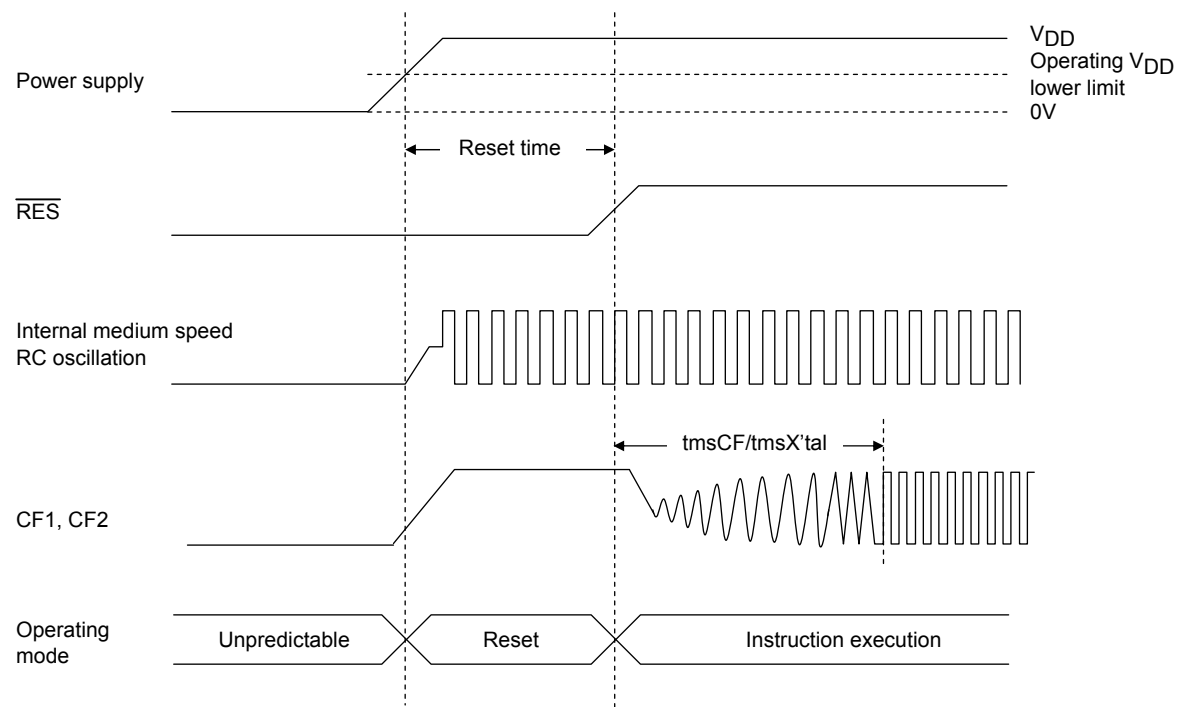 VDD
Operating VDD
lower limit
0V
Power supply
Reset time
RES
Internal medium speed
RC oscillation
tmsCF/tmsX'tal
CF1, CF2
Operating
mode
Unpredictable
Reset
Instruction execution